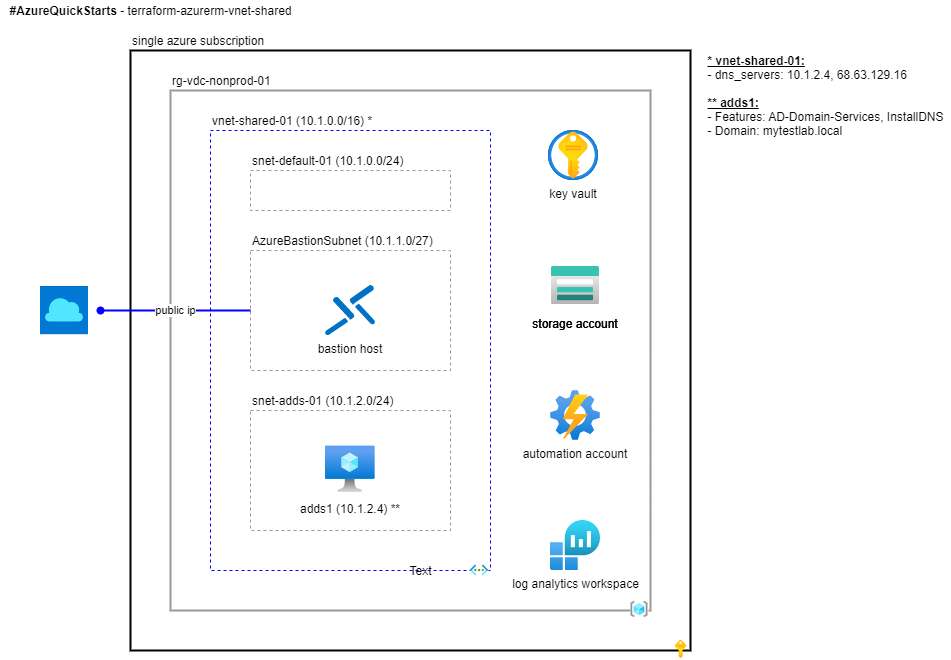 #AzureQuickStarts - terraform-azurerm-vnet-shared
single azure subscription
* vnet-shared-01:
- dns_servers: 10.1.2.4, 68.63.129.16
** adds1:
- Features: AD-Domain-Services, InstallDNS
- Domain: mytestlab.local
rg-vdc-nonprod-01
vnet-shared-01 (10.1.0.0/16) *
snet-default-01 (10.1.0.0/24)
key vault
AzureBastionSubnet (10.1.1.0/27)
public ip
bastion host
storage account
snet-adds-01 (10.1.2.0/24)
adds1 (10.1.2.4) **
automation account
Text
log analytics workspace